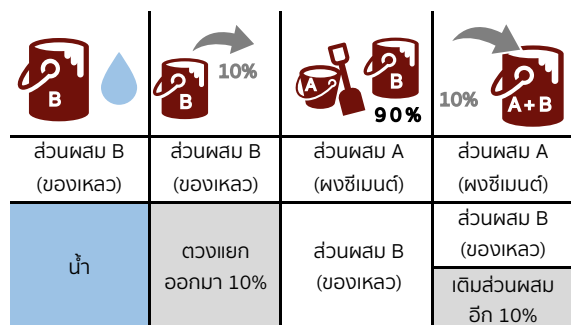 B
B
10%
A
B
90%
10%
A+B
ส่วนผสม B
(ของเหลว)
ส่วนผสม B
(ของเหลว)
ส่วนผสม A
(ผงซีเมนต์)
ส่วนผสม A
(ผงซีเมนต์)
น้ำ
ตวงแยก
ออกมา 10%
ส่วนผสม B
(ของเหลว)
ส่วนผสม B
(ของเหลว)
เติมส่วนผสม
อีก 10%